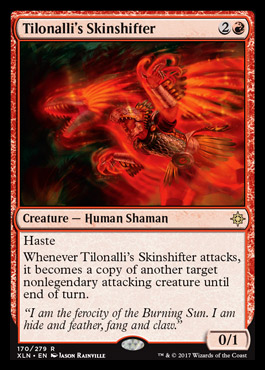 Tilonalli's Skinshifter 2
Creature — Human Shaman
Haste
Whenever Tilonalli's Skinshifter attacks,
it becomes a copy of another target
nonlegendary attacking creature until
end of turn.
"I am the ferocity of the Burning Sun. I am
hide and feather, fang and claw."
0/1
170/279 R
XLN • EN Jason Rainville
™ & © 2017 Wizards of the Coast